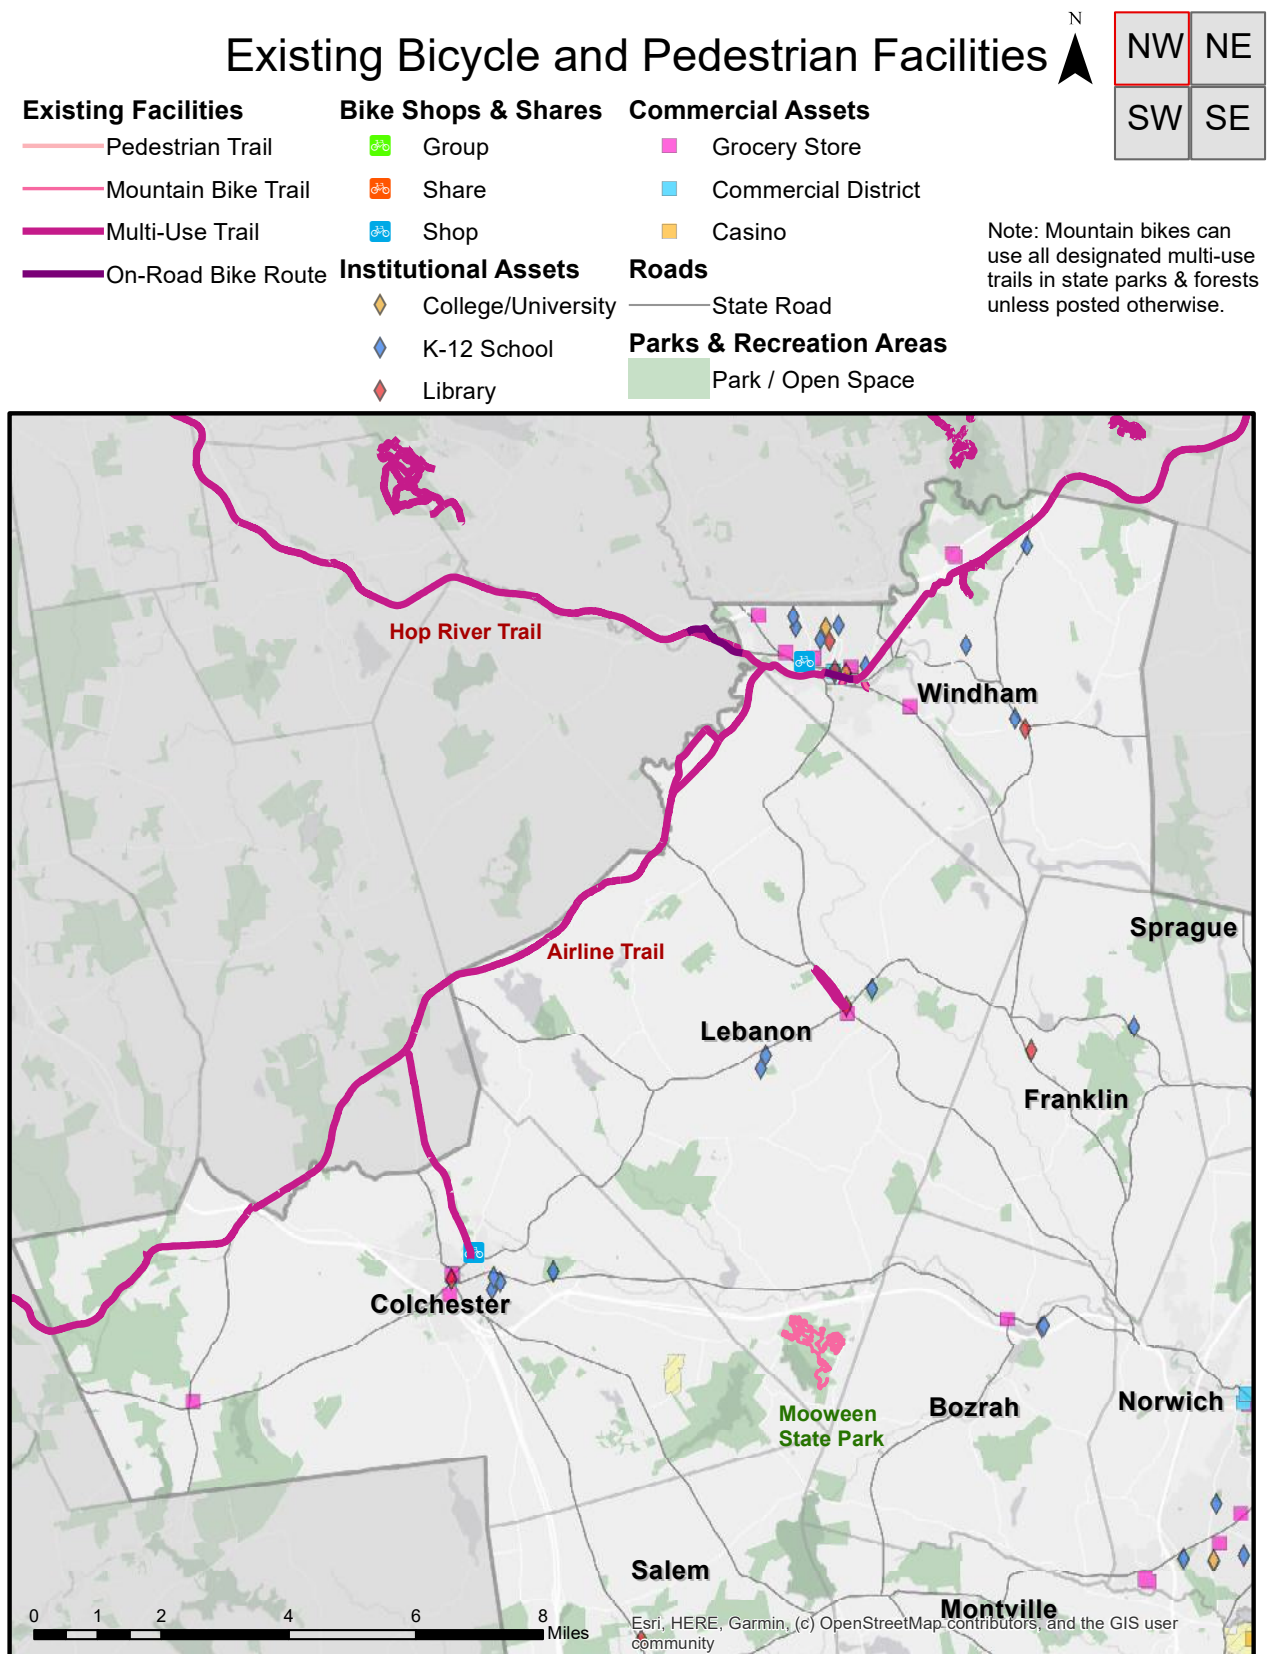 Existing Bicycle and Pedestrian Facilities
N
NW NE
SW SE
Existing Facilities
Pedestrian Trail
Mountain Bike Trail
Multi-Use Trail
On-Road Bike Route
Bike Shops & Shares
Group
Share
Shop
Institutional Assets
College/University
K-12 School
Library
Commercial Assets
Grocery Store
Commercial District
Casino
Roads
State Road
Parks & Recreation Areas
Park / Open Space
Note: Mountain bikes can
use all designated multi-use
trails in state parks & forests
unless posted otherwise.
Hop River Trail
Windham
Sprague
Airline Trail
Lebanon
Franklin
Colchester
Mooween
State Park
Bozrah
Norwich
Salem
Montville
0 1 2 4 6 8
Miles
Esri, HERE, Garmin, (c) OpenStreetMap contributors, and the GIS user
community